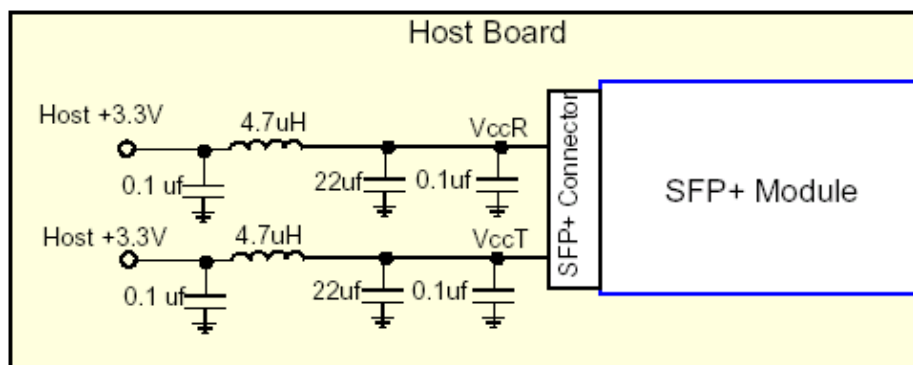 Host Board
Host +3.3V
4.7uH
VccR
0.1 uf
22uf
0.1uf
Host +3.3V
4.7uH
VccT
0.1 uf
22uf
0.1uf
SFP+ Connector
SFP+ Module